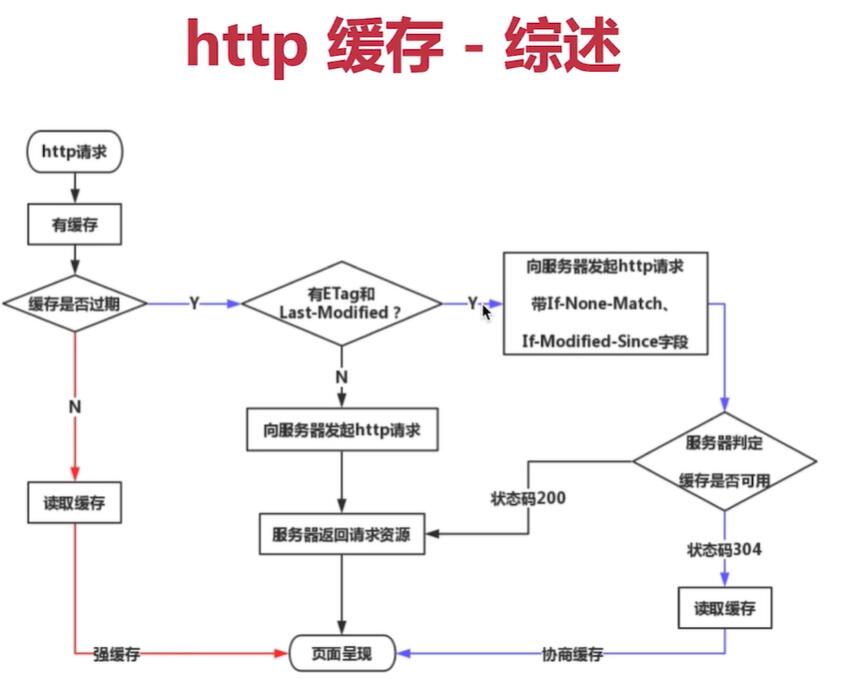 http 缓存 - 综述
http请求
有缓存
缓存是否过期
Y
有ETag和
Last-Modified ?
Y
向服务器发起http请求
带If-None-Match、
If-Modified-Since字段
N
N
向服务器发起http请求
服务器判定
缓存是否可用
读取缓存
状态码200
服务器返回请求资源
状态码304
读取缓存
强缓存
页面呈现
协商缓存